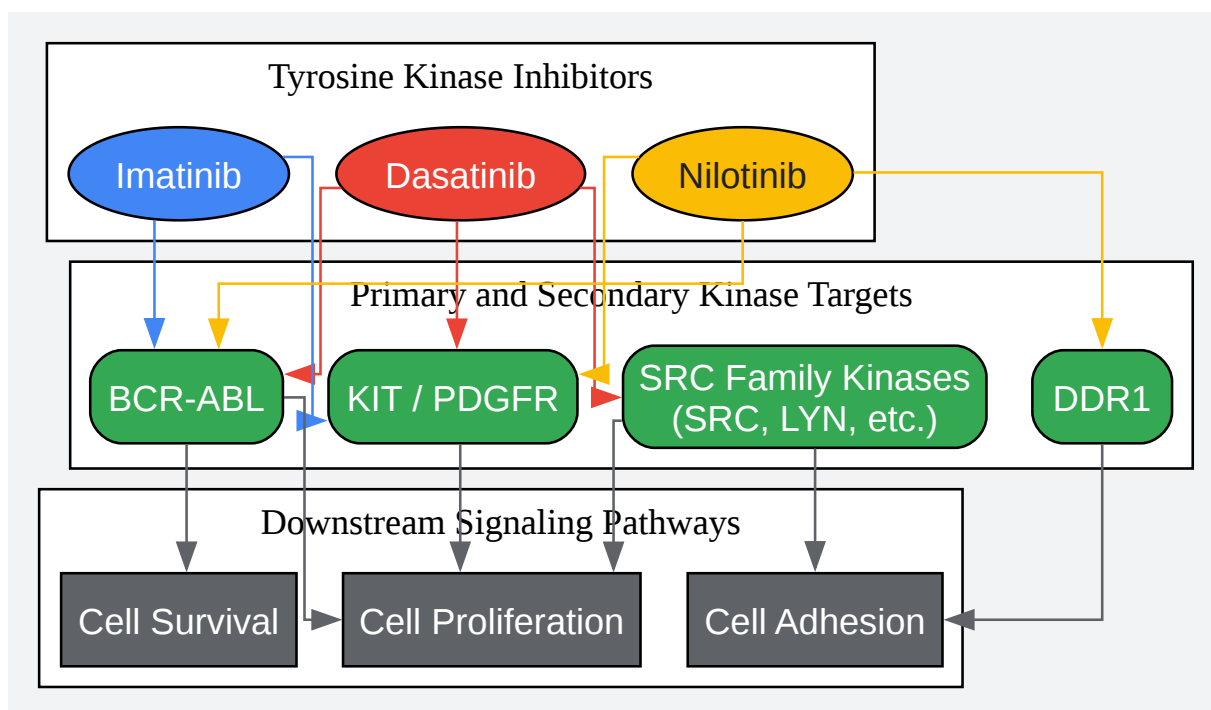 Tyrosine Kinase Inhibitors
Imatinib
Dasatinib
Nilotinib
Primary and Secondary Kinase Targets
BCR-ABL
KIT / PDGFR
SRC Family Kinases
(SRC, LYN, etc.)
DDR1
Downstream Signaling Pathways
Cell Survival
Cell Proliferation
Cell Adhesion